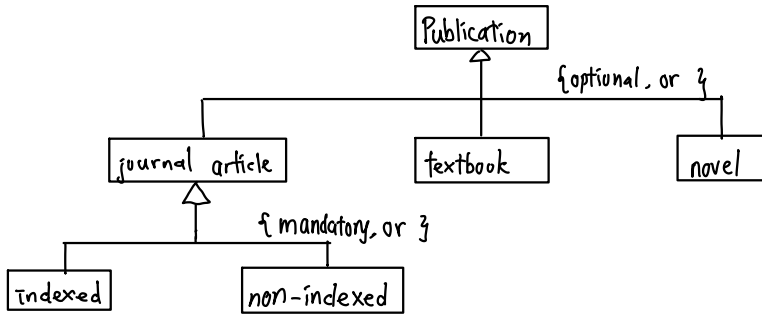 Publication
{optional, or }
journal article
textbook
novel
{ mandatory, or }
indexed
non-indexed